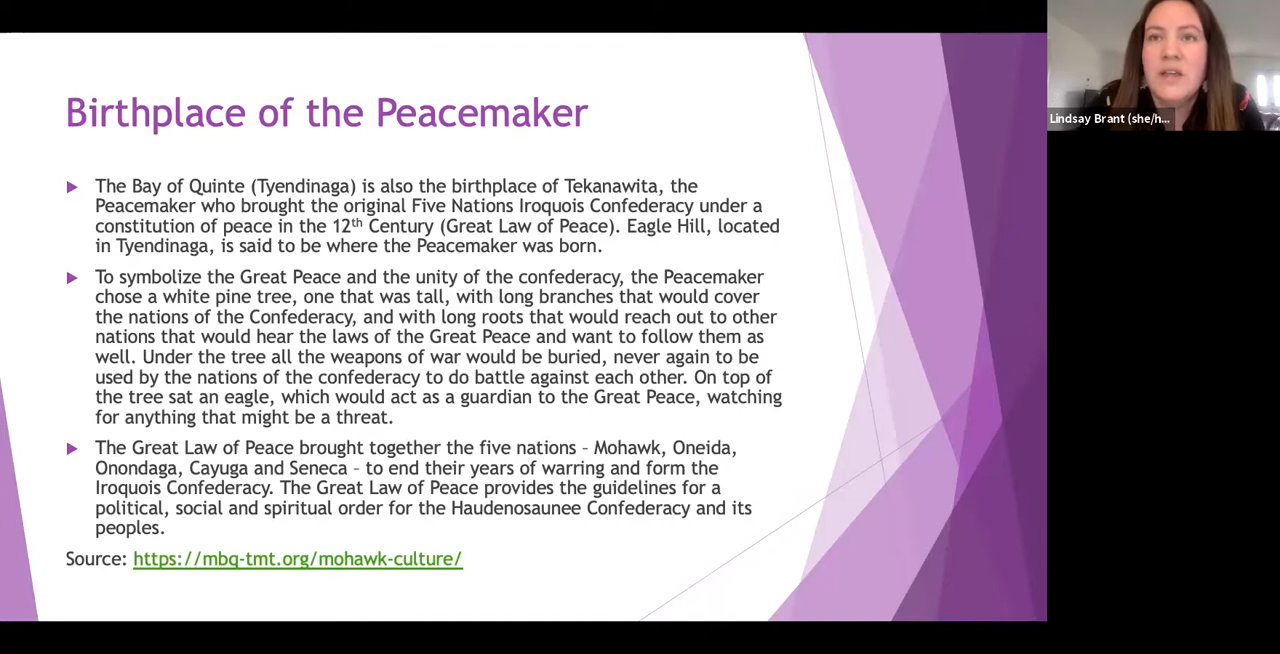 Birthplace of the Peacemaker
The Bay of Quinte (Tyendinaga) is also the birthplace of Tekanawita, the
Peacemaker who brought the original Five Nations Iroquois Confederacy under a
constitution of peace in the 12th Century (Great Law of Peace). Eagle Hill, located
in Tyendinaga, is said to be where the Peacemaker was born.
To symbolize the Great Peace and the unity of the confederacy, the Peacemaker
chose a white pine tree, one that was tall, with long branches that would cover
the nations of the Confederacy, and with long roots that would reach out to other
nations that would hear the laws of the Great Peace and want to follow them as
well. Under the tree all the weapons of war would be buried, never again to be
used by the nations of the confederacy to do battle against each other. On top of
the tree sat an eagle, which would act as a guardian to the Great Peace, watching
for anything that might be a threat.
The Great Law of Peace brought together the five nations – Mohawk, Oneida,
Onondaga, Cayuga and Seneca – to end their years of warring and form the
Iroquois Confederacy. The Great Law of Peace provides the guidelines for a
political, social and spiritual order for the Haudenosaunee Confederacy and its
peoples.
Source: https://mbq-tmt.org/mohawk-culture/
Lindsay Brant (she/h...